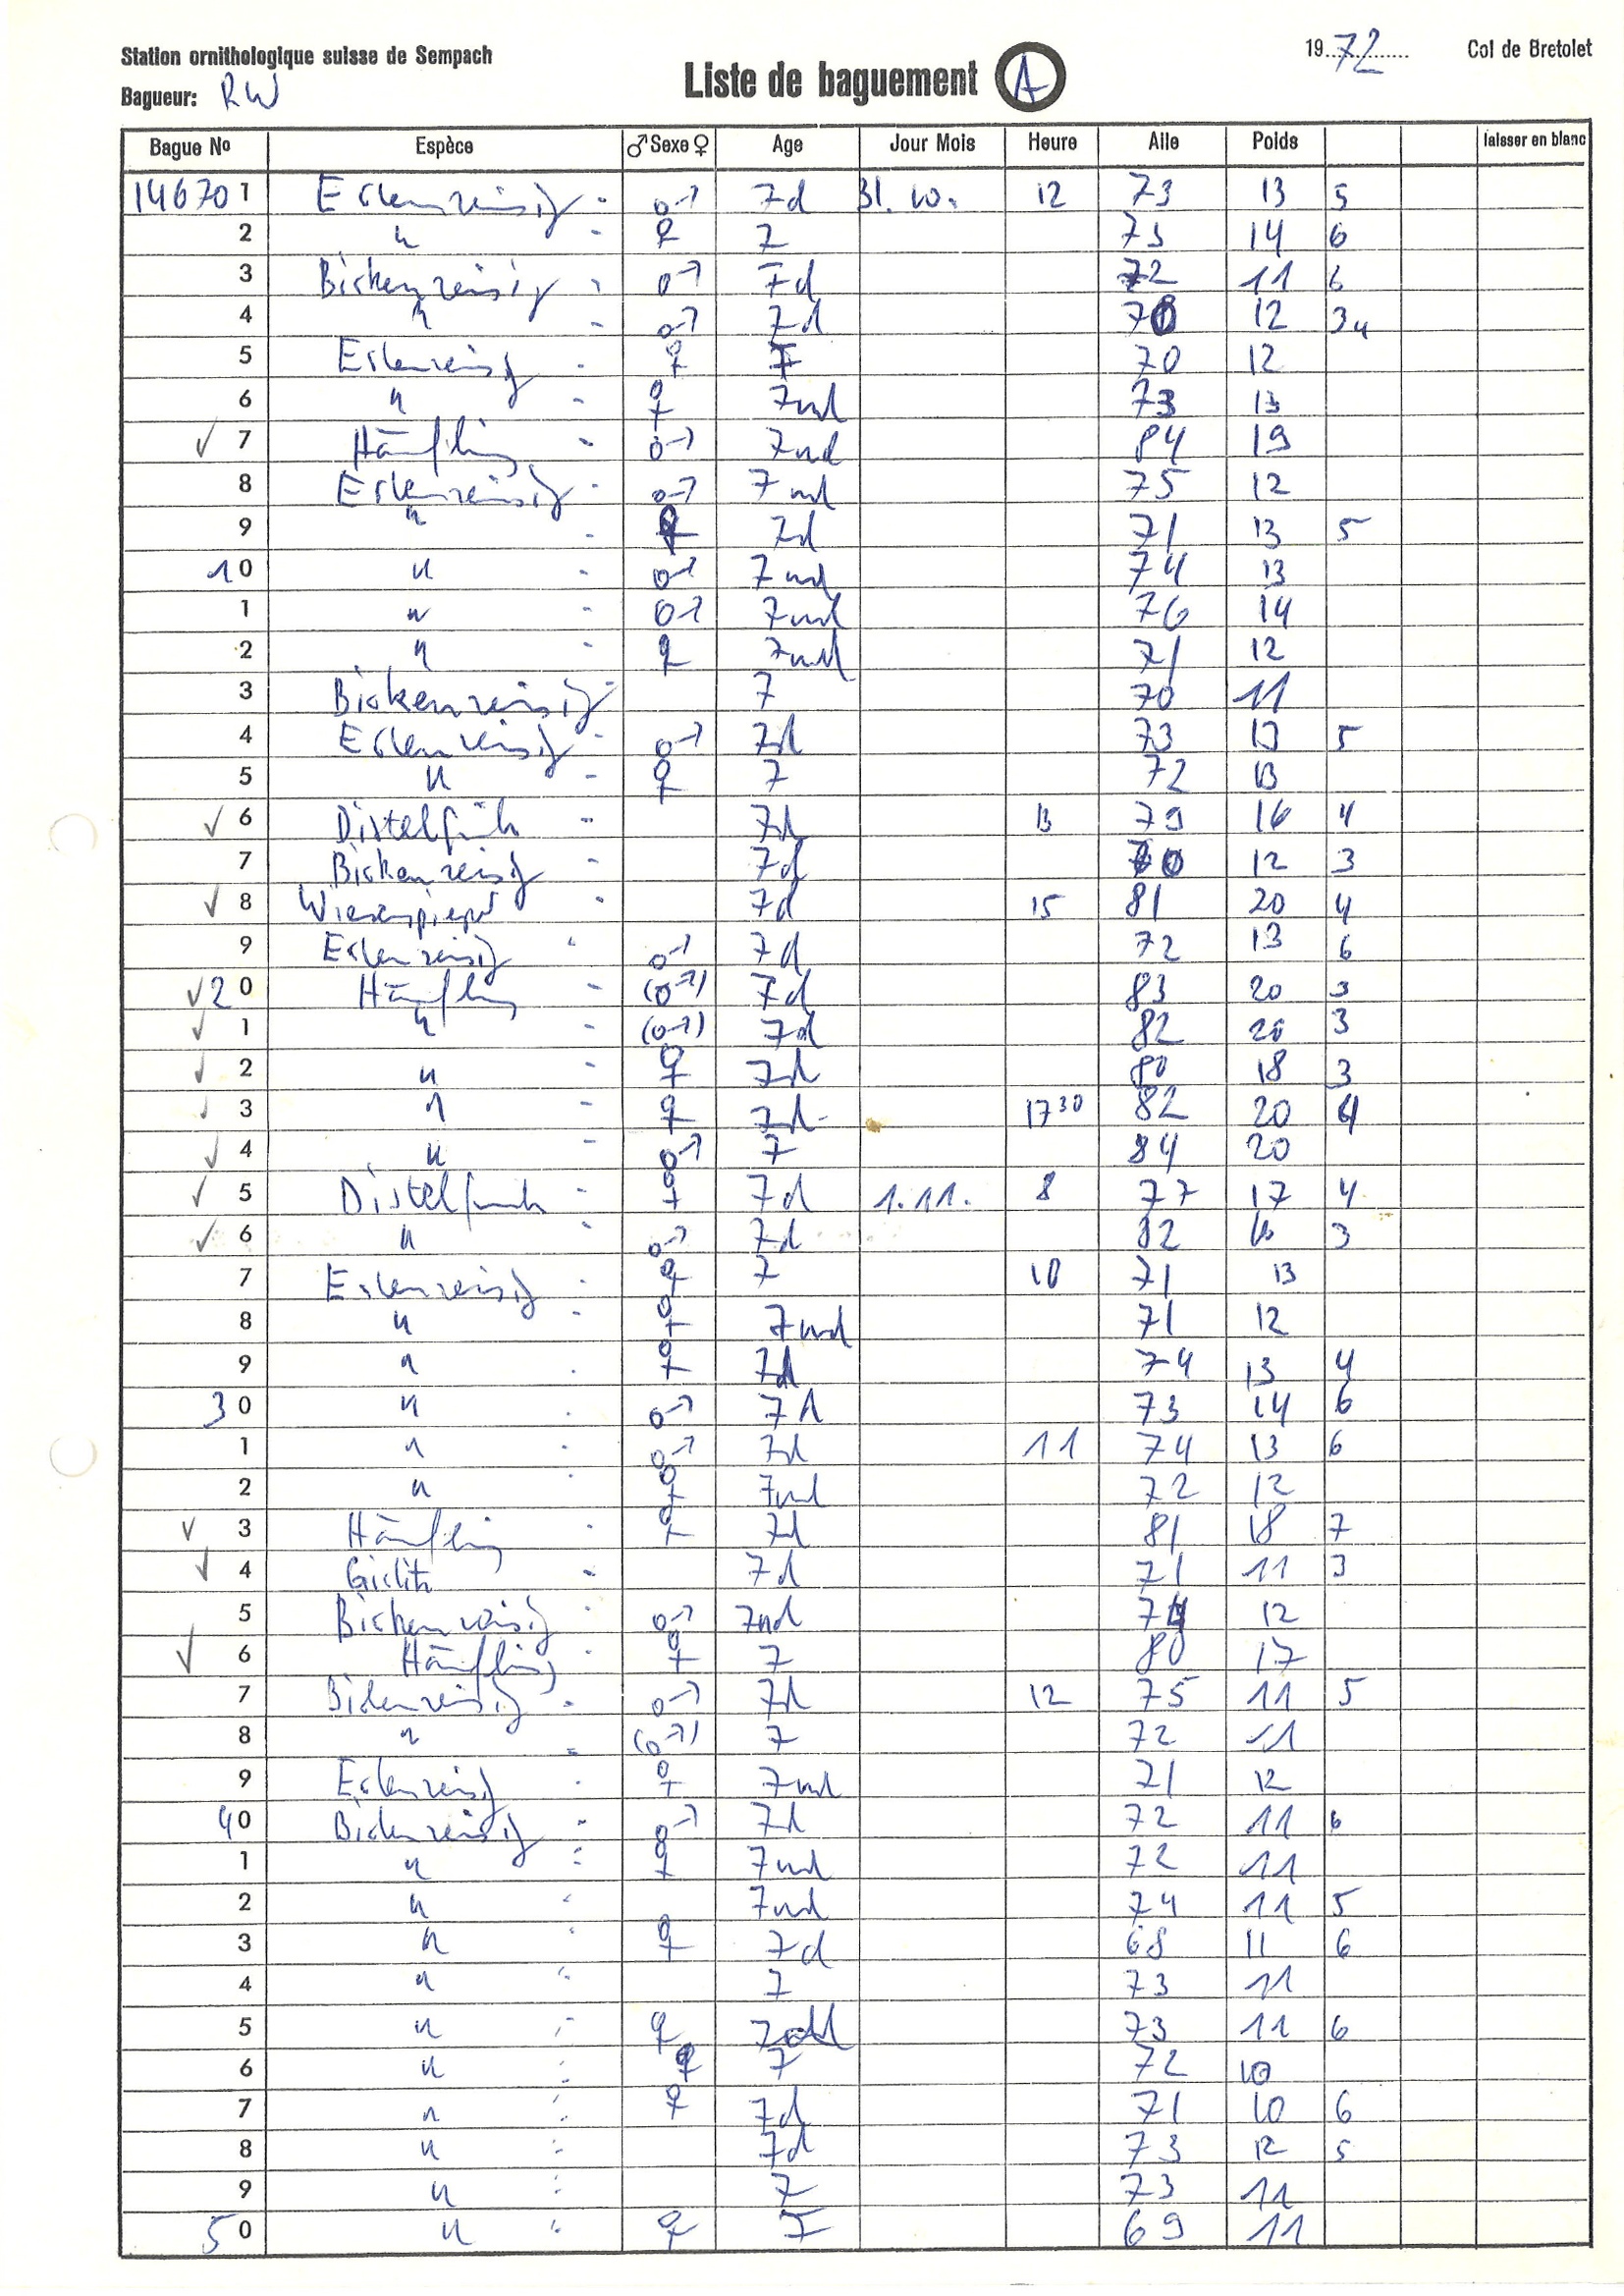 Station ornithologique suisse de Sempach
19 72 Col de Bretolet
Liste de baguement A
Bagueur: RW
Bague No Espèce ♂ Sexe ♀ Age Jour Mois Heure Aile Poids laisser en blanc
14670 1 Erlenzeisig - ♂ 7d 31. 10. 12 73 13 5
2 " - ♀ 7 73 14 6
3 Birkenzeisig ♂ 7d 72 11 6
4 " - ♂ 7d 70 12 34
5 Erlenzeisig - ♀ 7 70 12
6 " - ♀ 7nd 73 13
✓ 7 Hänfling - ♂ 7nd 84 19
8 Erlenzeisig - ♂ 7nd 75 12
9 " - ♀ 7d 71 13 5
10 " - ♂ 7nd 74 13
1 " - ♂ 7nd 76 14
2 " - ♀ 7nd 71 12
3 Birkenzeisig - 7 70 11
4 Erlenzeisig - ♂ 7d 73 13 5
5 " - ♀ 7 72 13
✓ 6 Distelfink - 7d 13 79 16 4
7 Birkenzeisig - 7d 70 12 3
✓ 8 Wiesenpieper - 7d 15 81 20 4
9 Erlenzeisig - ♂ 7d 72 13 6
✓ 20 Hänfling - (♂) 7d 83 20 3
✓ 1 " - (♂) 7d 82 20 3
✓ 2 " - ♀ 7d 80 18 3
✓ 3 " - ♀ 7d 17 30 82 20 4
✓ 4 " - ♂ 7 84 20
✓ 5 Distelfink - ♀ 7d 1.11. 8 77 17 4
✓ 6 " - ♂ 7d 82 16 3
7 Erlenzeisig - ♀ 7 10 71 13
8 " - ♀ 7nd 71 12
9 " - ♀ 7d 74 13 4
30 " - ♂ 7d 73 14 6
1 " - ♂ 7d 11 74 13 6
2 " - ♀ 7nd 72 12
✓ 3 Hänfling - ♀ 7d 81 18 7
✓ 4 Girlitz - 7d 71 11 3
5 Birkenzeisig - ♂ 7nd 74 12
✓ 6 Hänfling - ♀ 7 80 17
7 Birkenzeisig - ♂ 7d 12 75 11 5
8 " - (♂) 7 72 11
9 Erlenzeisig - ♀ 7nd 71 12
40 Birkenzeisig - ♂ 7d 72 11 6
1 " - ♀ 7nd 72 11
2 " - 7nd 74 11 5
3 " - ♀ 7d 68 11 6
4 " - 7 73 11
5 " - ♀ 7 73 11 6
6 " - ♀ 7 72 10
7 " - ♀ 7d 71 10 6
8 " - 7d 73 12 5
9 " - 7 73 11
50 " - ♀ 7 69 11